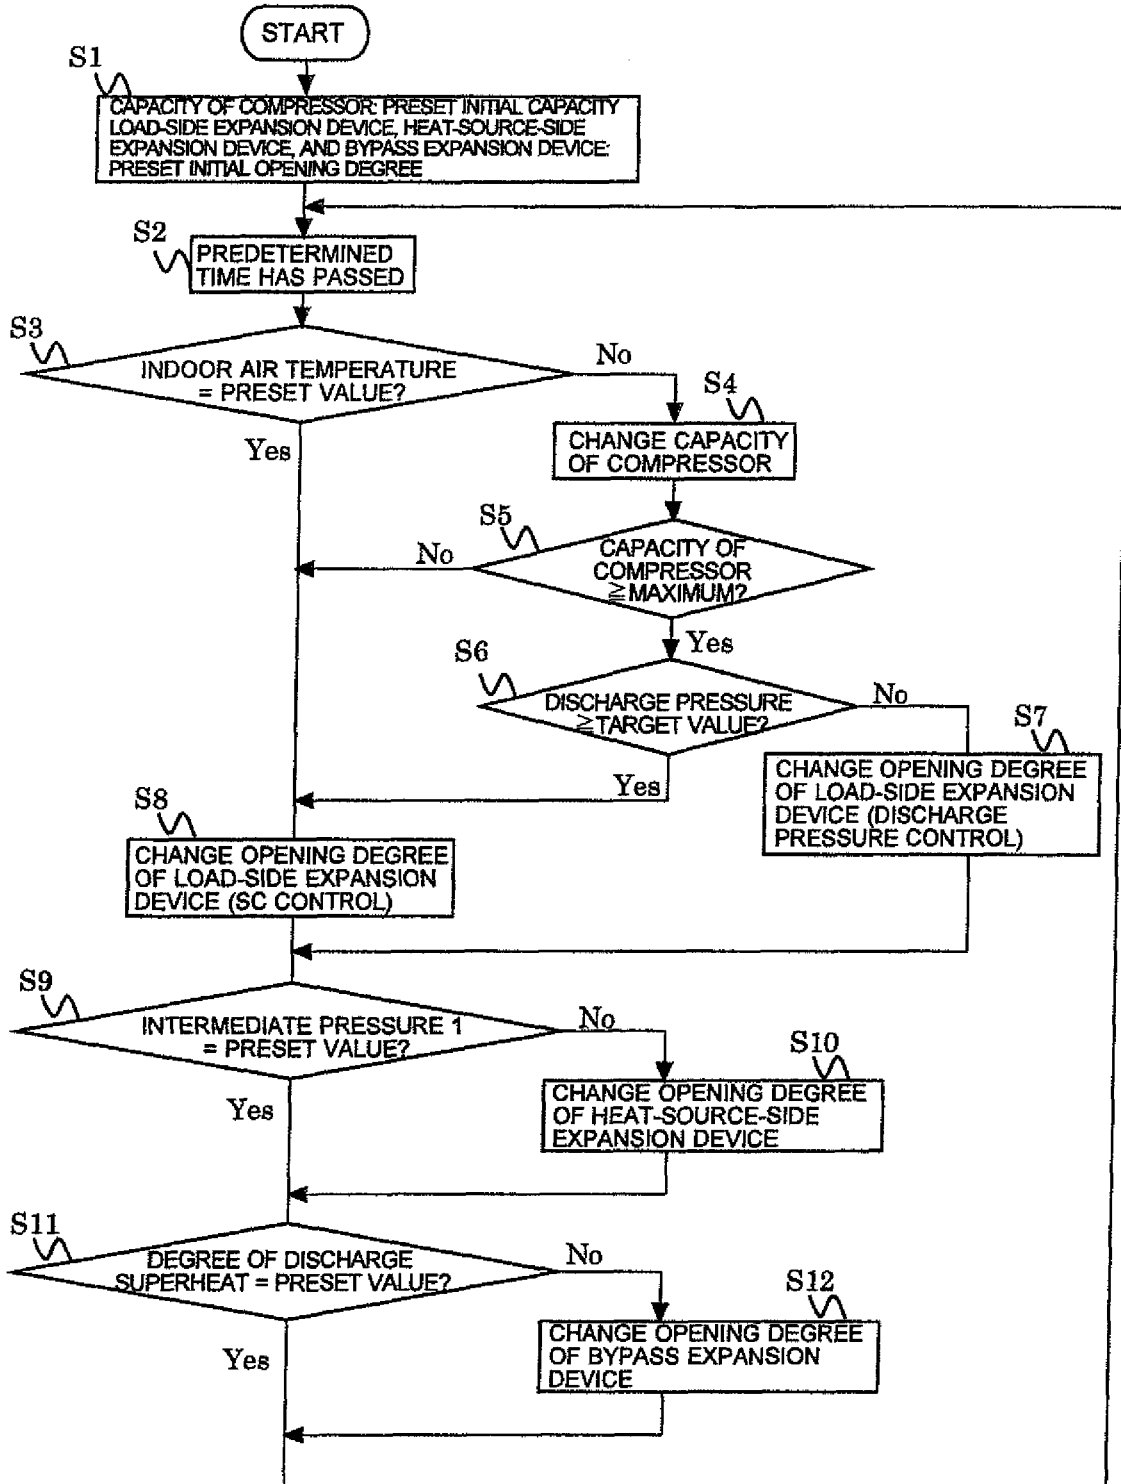 START
S1
CAPACITY OF COMPRESSOR: PRESET INITIAL CAPACITY
LOAD-SIDE EXPANSION DEVICE, HEAT-SOURCE-SIDE
EXPANSION DEVICE, AND BYPASS EXPANSION DEVICE:
PRESET INITIAL OPENING DEGREE
S2
PREDETERMINED
TIME HAS PASSED
S3
INDOOR AIR TEMPERATURE
= PRESET VALUE?
No
Yes
S4
CHANGE CAPACITY
OF COMPRESSOR
S5
CAPACITY OF
COMPRESSOR
≧MAXIMUM?
No
Yes
S6
DISCHARGE PRESSURE
≧TARGET VALUE?
No
Yes
S7
CHANGE OPENING DEGREE
OF LOAD-SIDE EXPANSION
DEVICE (DISCHARGE
PRESSURE CONTROL)
S8
CHANGE OPENING DEGREE
OF LOAD-SIDE EXPANSION
DEVICE (SC CONTROL)
S9
INTERMEDIATE PRESSURE 1
= PRESET VALUE?
No
Yes
S10
CHANGE OPENING DEGREE
OF HEAT-SOURCE-SIDE
EXPANSION DEVICE
S11
DEGREE OF DISCHARGE
SUPERHEAT = PRESET VALUE?
No
Yes
S12
CHANGE OPENING DEGREE
OF BYPASS EXPANSION
DEVICE